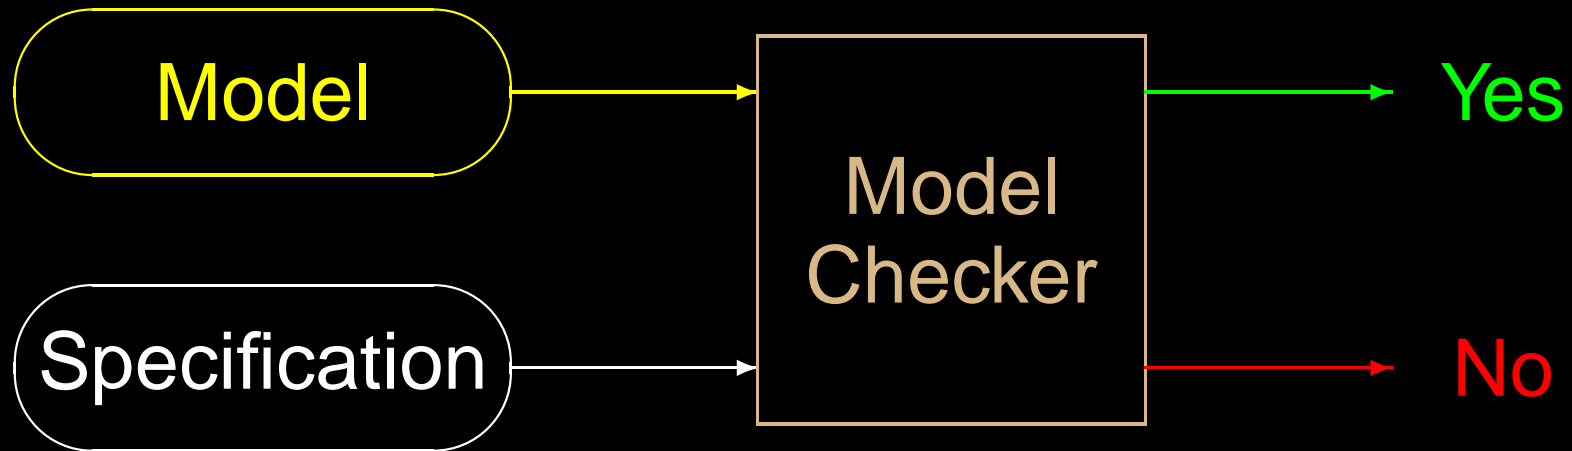 Model
Specification
Model
Checker
Yes
No